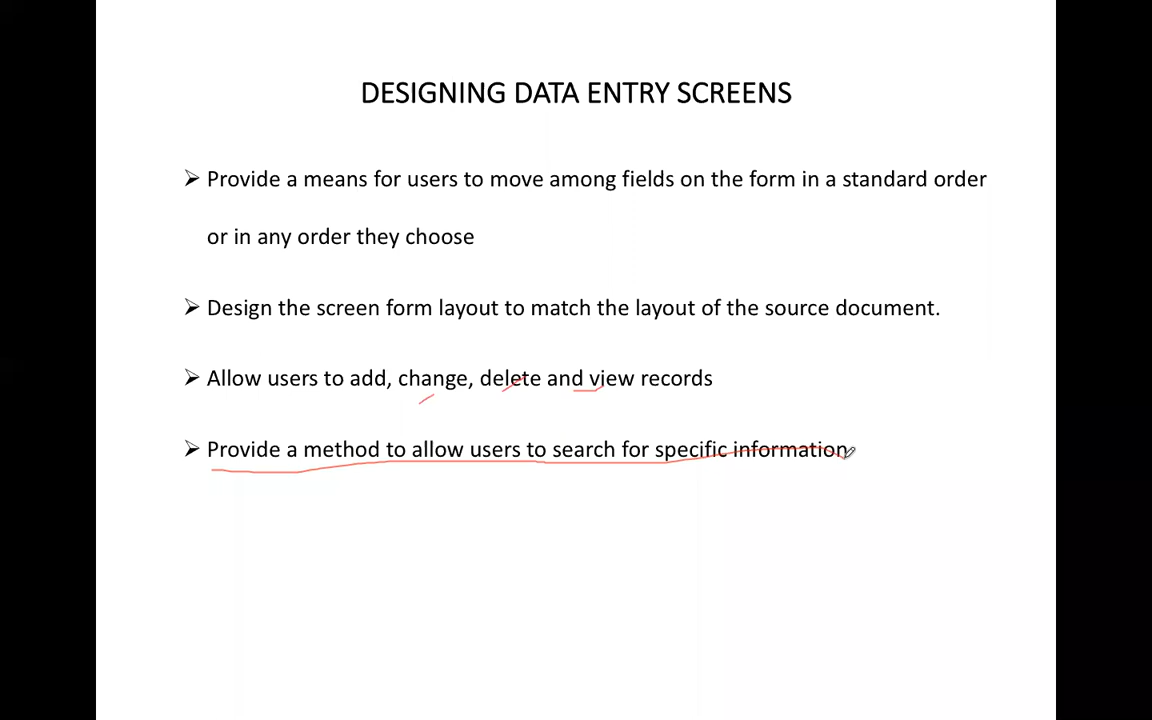 DESIGNING DATA ENTRY SCREENS
➢ Provide a means for users to move among fields on the form in a standard order
or in any order they choose
➢ Design the screen form layout to match the layout of the source document.
➢ Allow users to add, change, delete and view records
➢ Provide a method to allow users to search for specific information